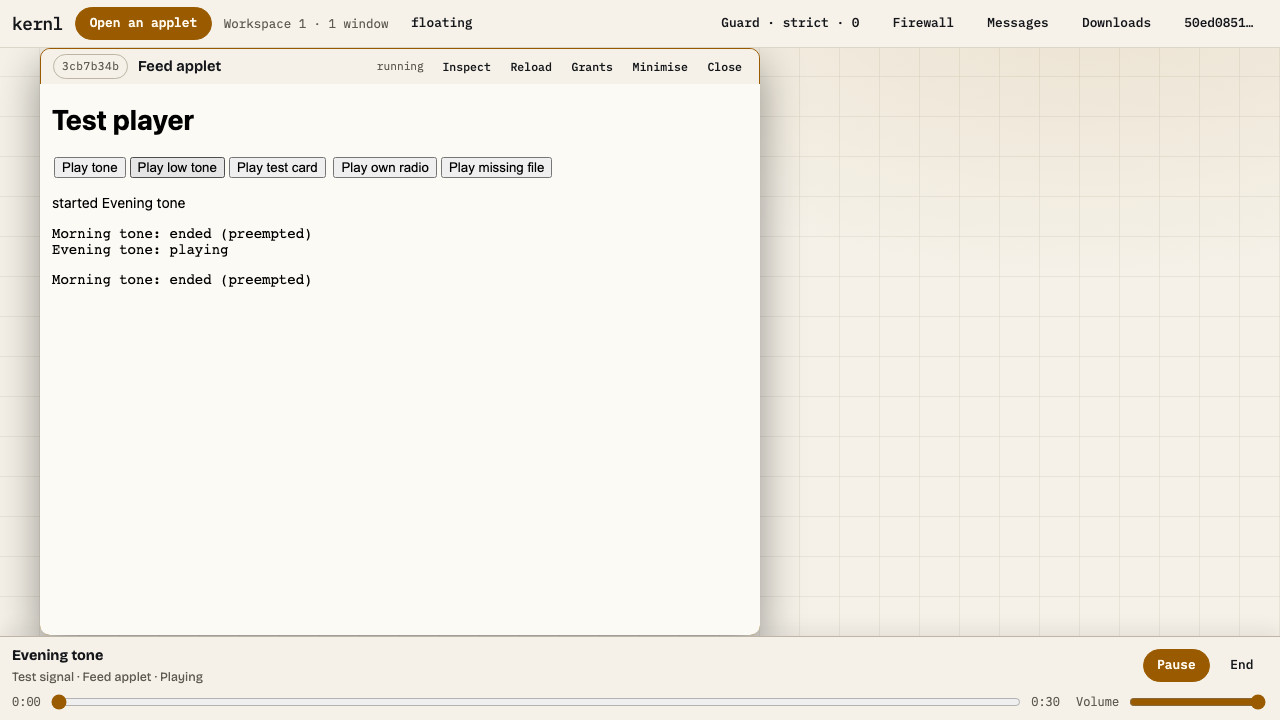 kernl Open an applet Workspace 1 · 1 window floating Guard · strict · 0 Firewall Messages Downloads 50ed0851…
3cb7b34b Feed applet running Inspect Reload Grants Minimise Close
Test player
Play tone Play low tone Play test card Play own radio Play missing file
started Evening tone
Morning tone: ended (preempted)
Evening tone: playing
Morning tone: ended (preempted)
Evening tone
Test signal · Feed applet · Playing
Pause End
0:00 0:30 Volume